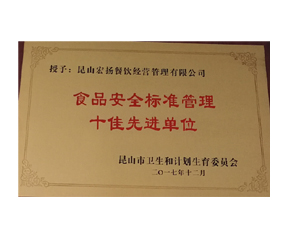 授予：昆山宏扬餐饮经营管理有限公司
食品安全标准管理
十佳先进单位
昆山市卫生和计划生育委员会
二〇一七年十二月